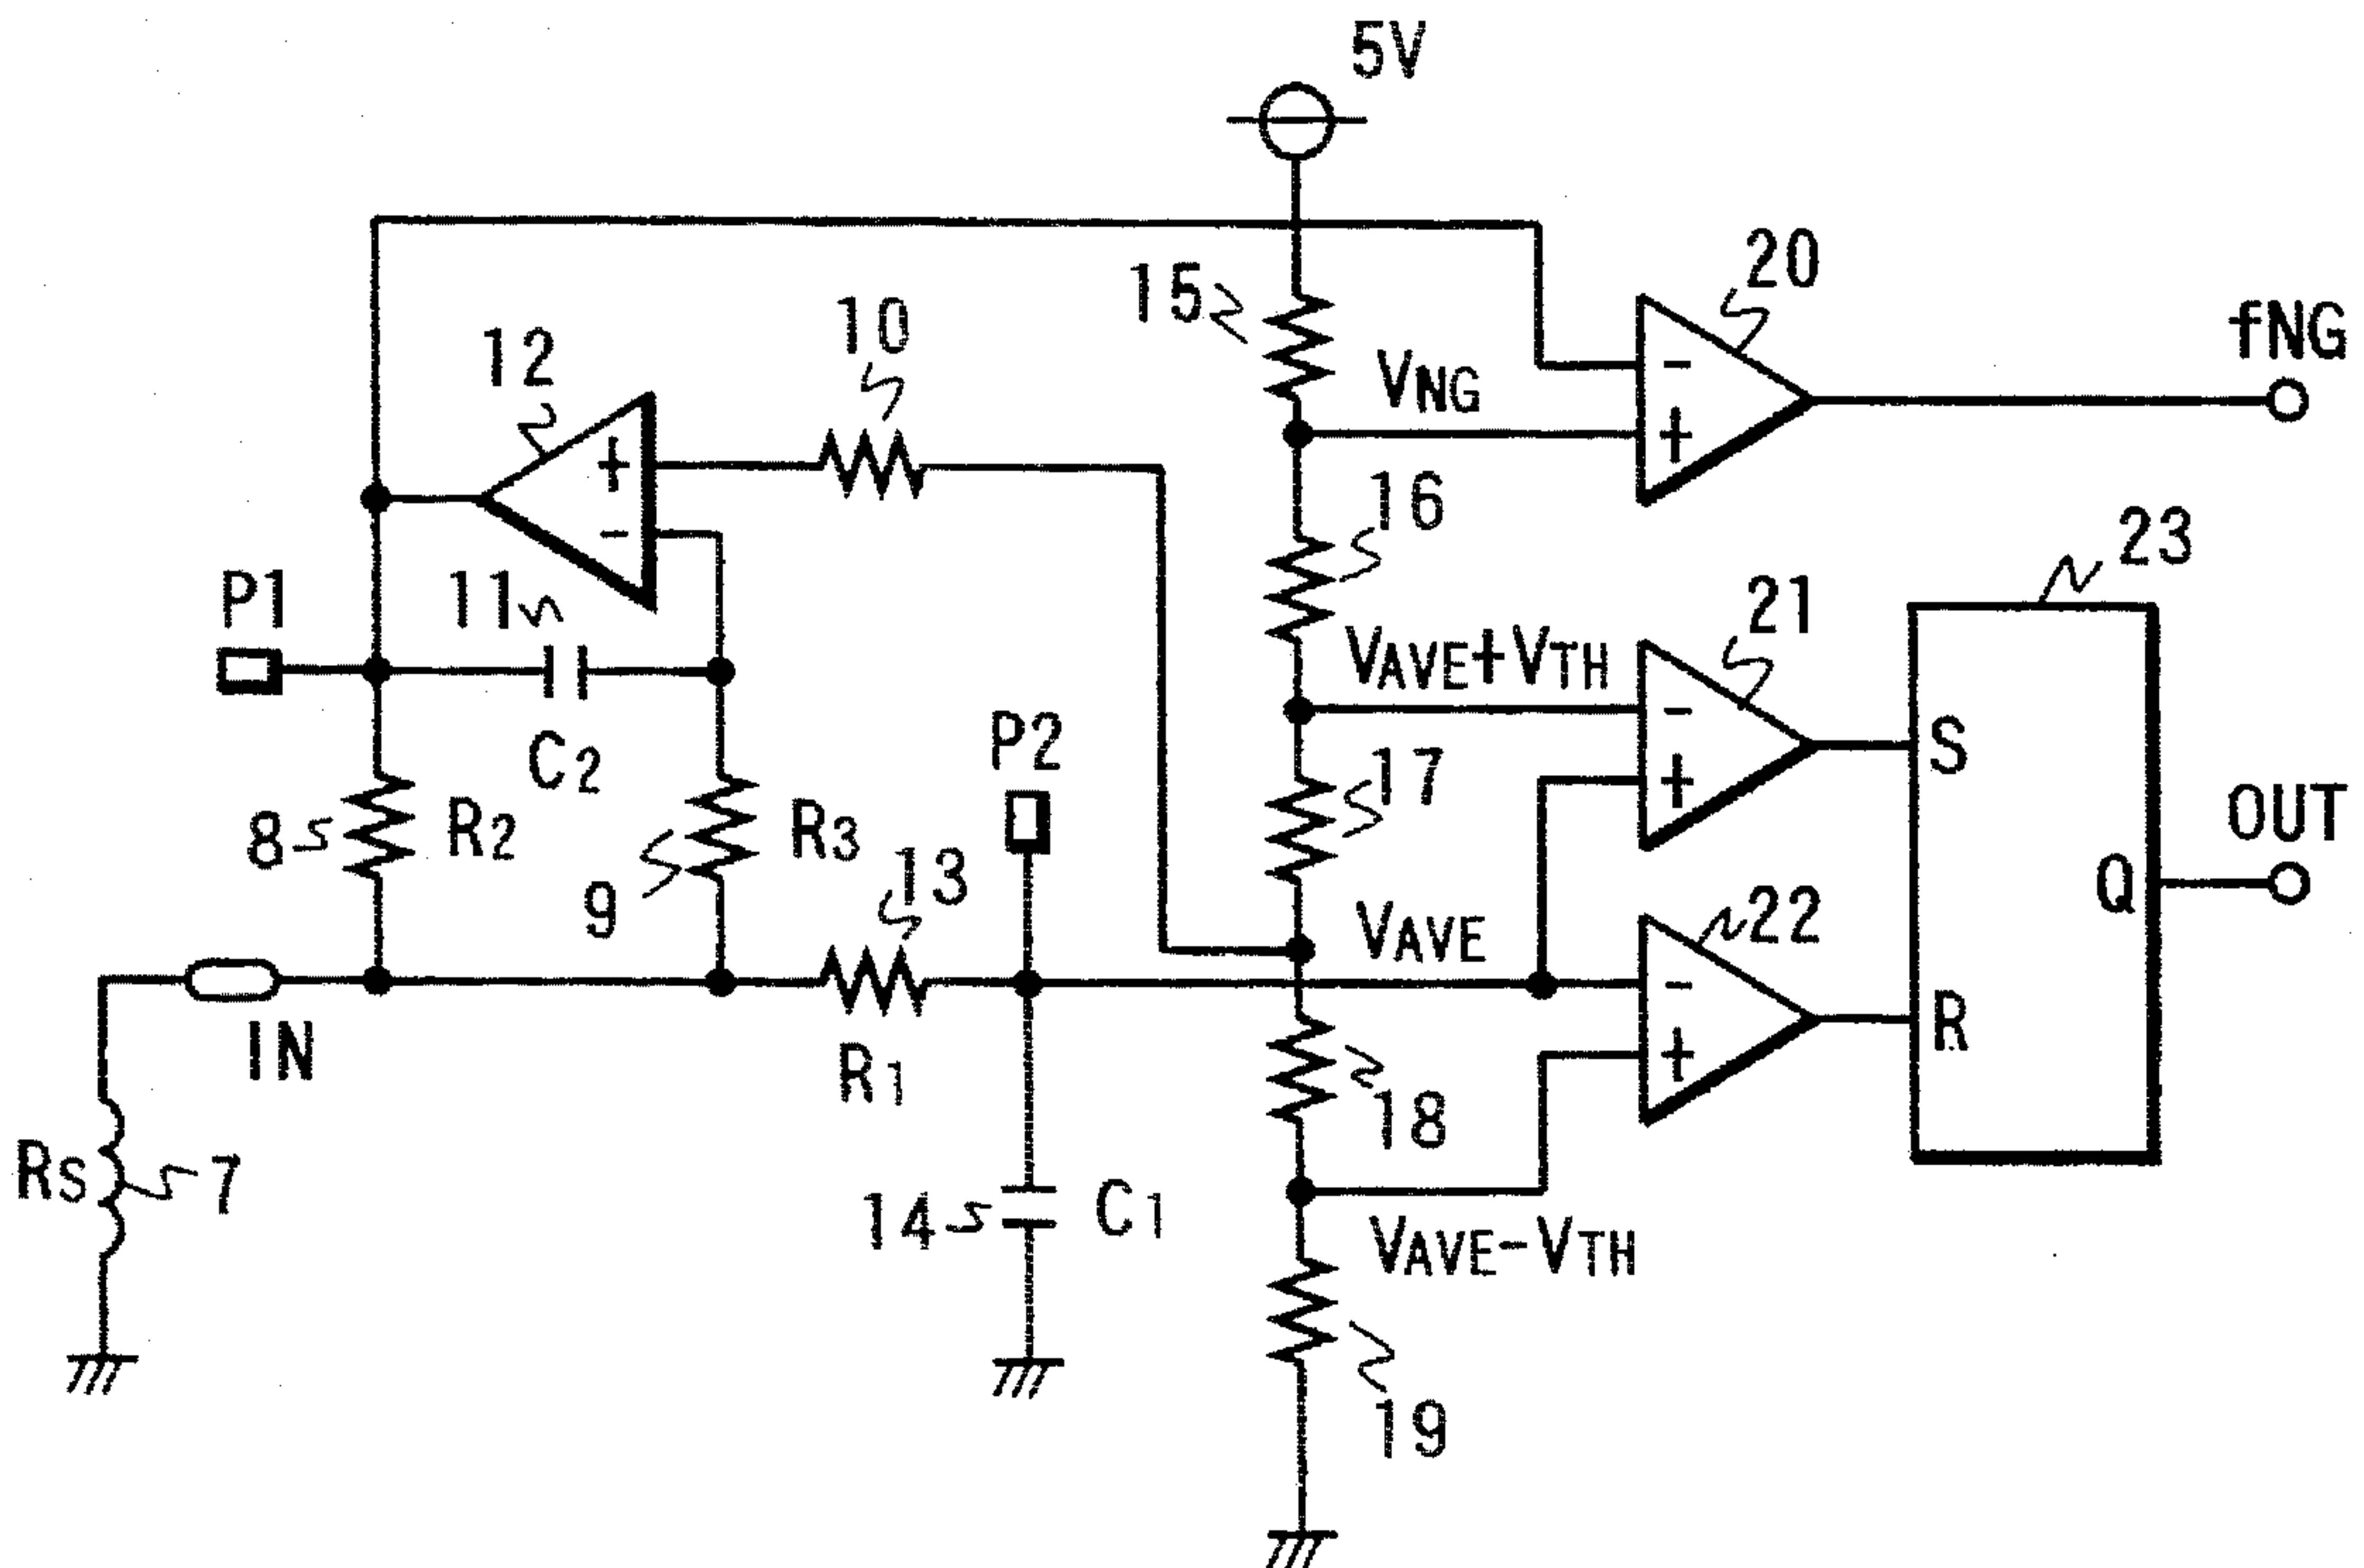 5V
15
20
10
12
VNG
fNG
+
-
-
+
16
23
P1
11
21
VAVE+VTH
P2
C2
-
+
S
17
8
R2
R3
OUT
9
13
VAVE
22
Q
-
+
IN
R1
R
18
RS
7
14
C1
VAVE-VTH
19